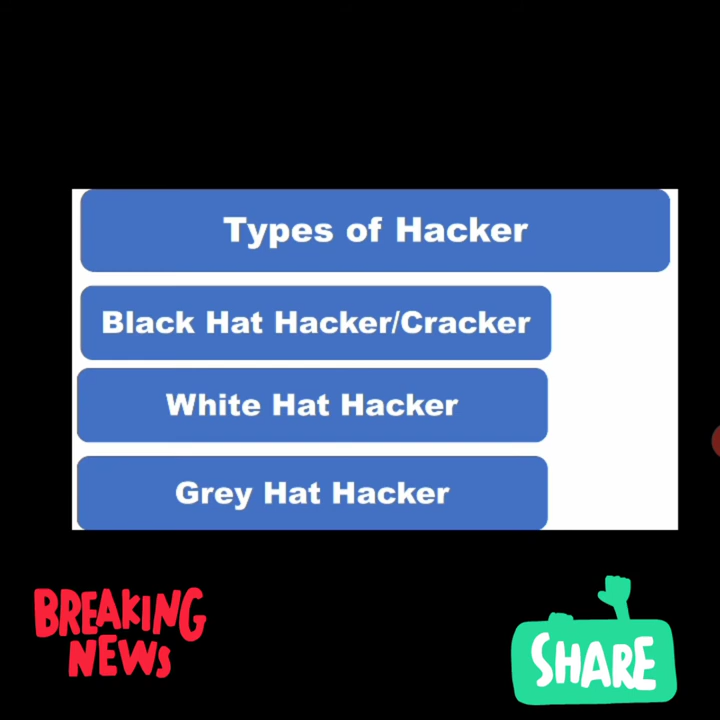 Types of Hacker
Black Hat Hacker/Cracker
White Hat Hacker
Grey Hat Hacker
BREAKING
NEWS
SHARE